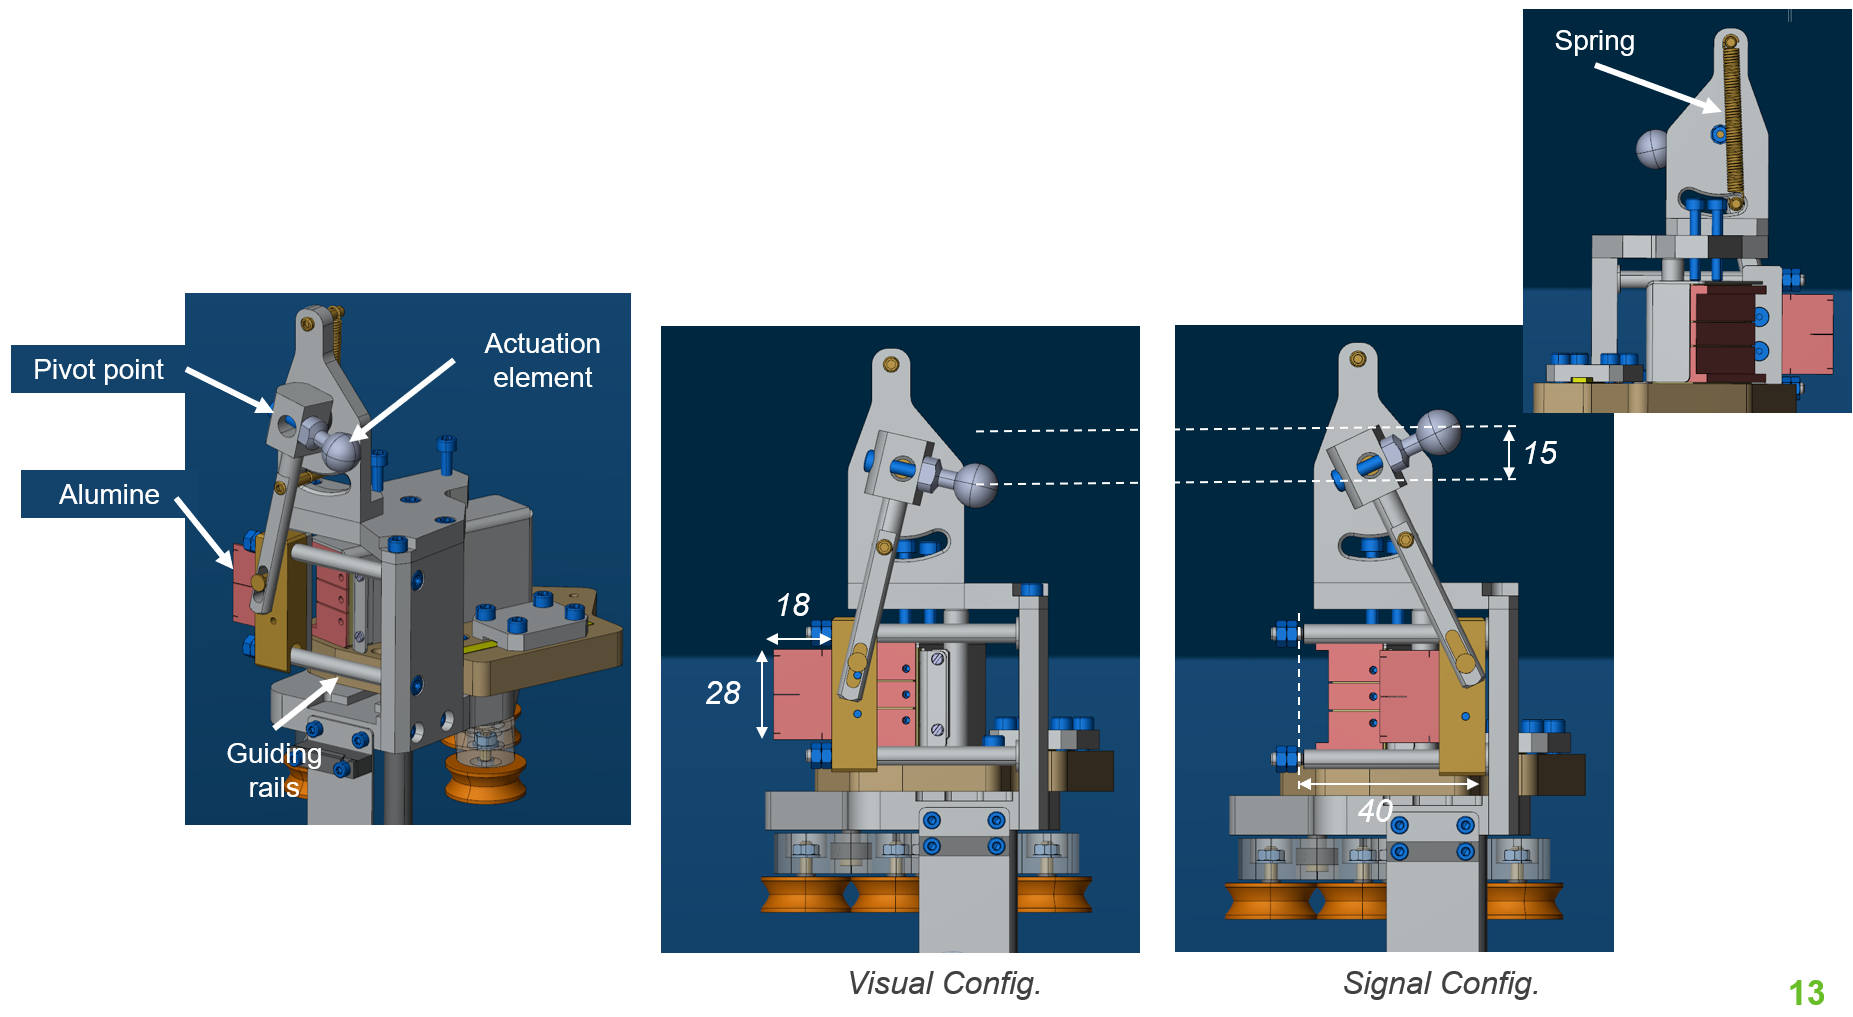 Spring
Pivot point
Actuation
element
Alumine
Guiding
rails
18
28
15
40
Visual Config.
Signal Config.
13